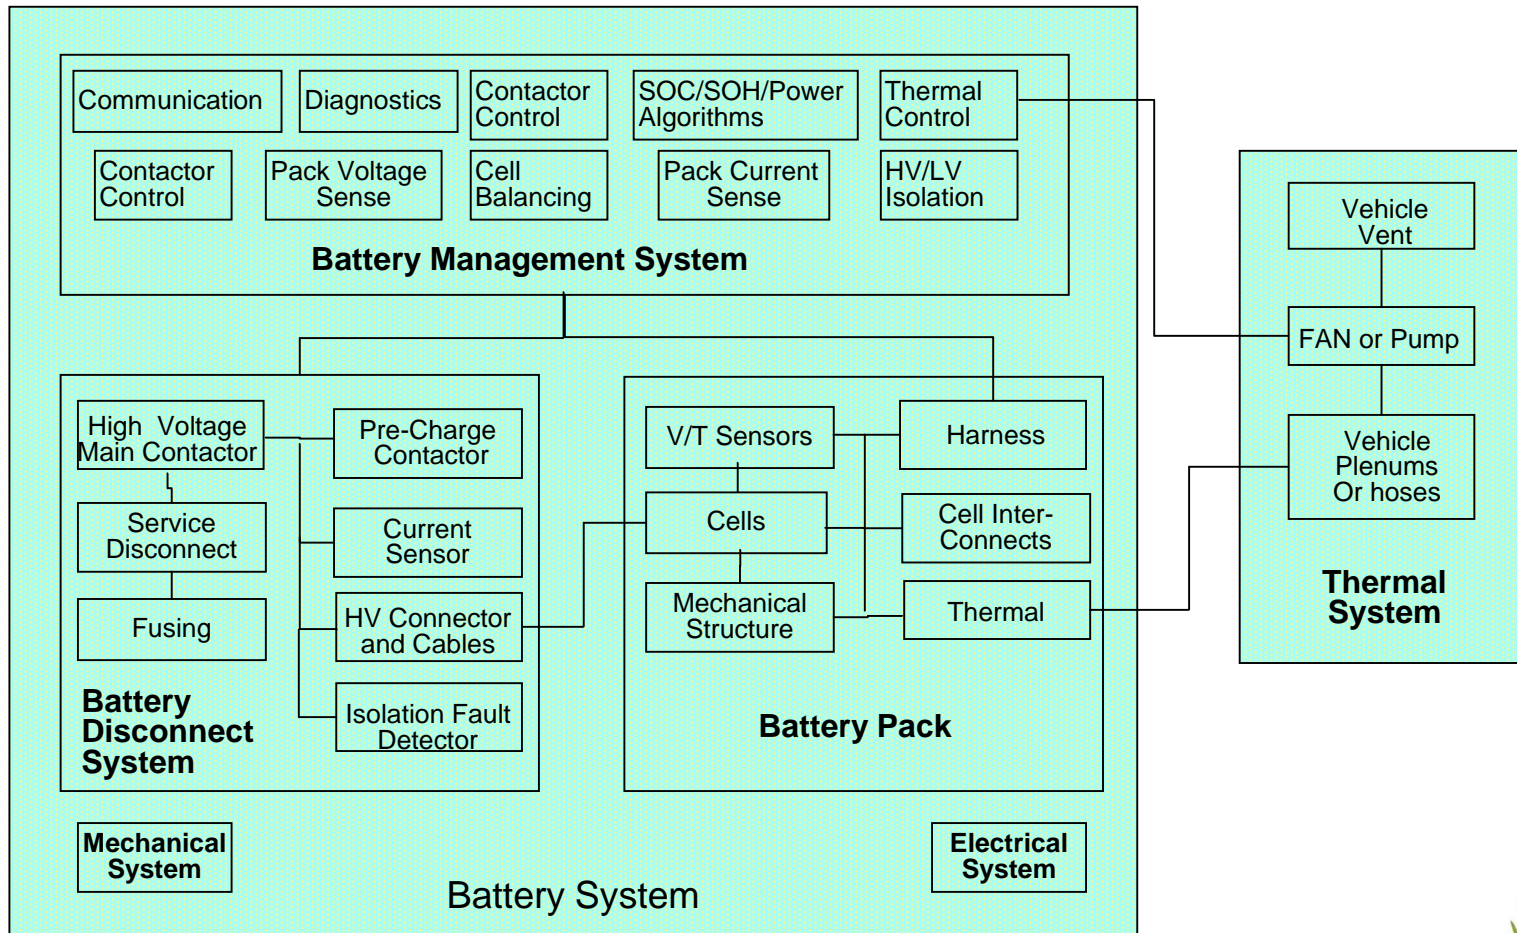 Communication
Diagnostics
Contactor
Control
SOC/SOH/Power
Algorithms
Thermal
Control
Contactor
Control
Pack Voltage
Sense
Cell
Balancing
Pack Current
Sense
HV/LV
Isolation
Battery Management System
Vehicle
Vent
FAN or Pump
Vehicle
Plenums
Or hoses
Thermal
System
High Voltage
Main Contactor
Pre-Charge
Contactor
Service
Disconnect
Current
Sensor
Fusing
HV Connector
and Cables
Isolation Fault
Detector
Battery
Disconnect
System
V/T Sensors
Harness
Cells
Cell Inter-
Connects
Mechanical
Structure
Thermal
Battery Pack
Mechanical
System
Electrical
System
Battery System